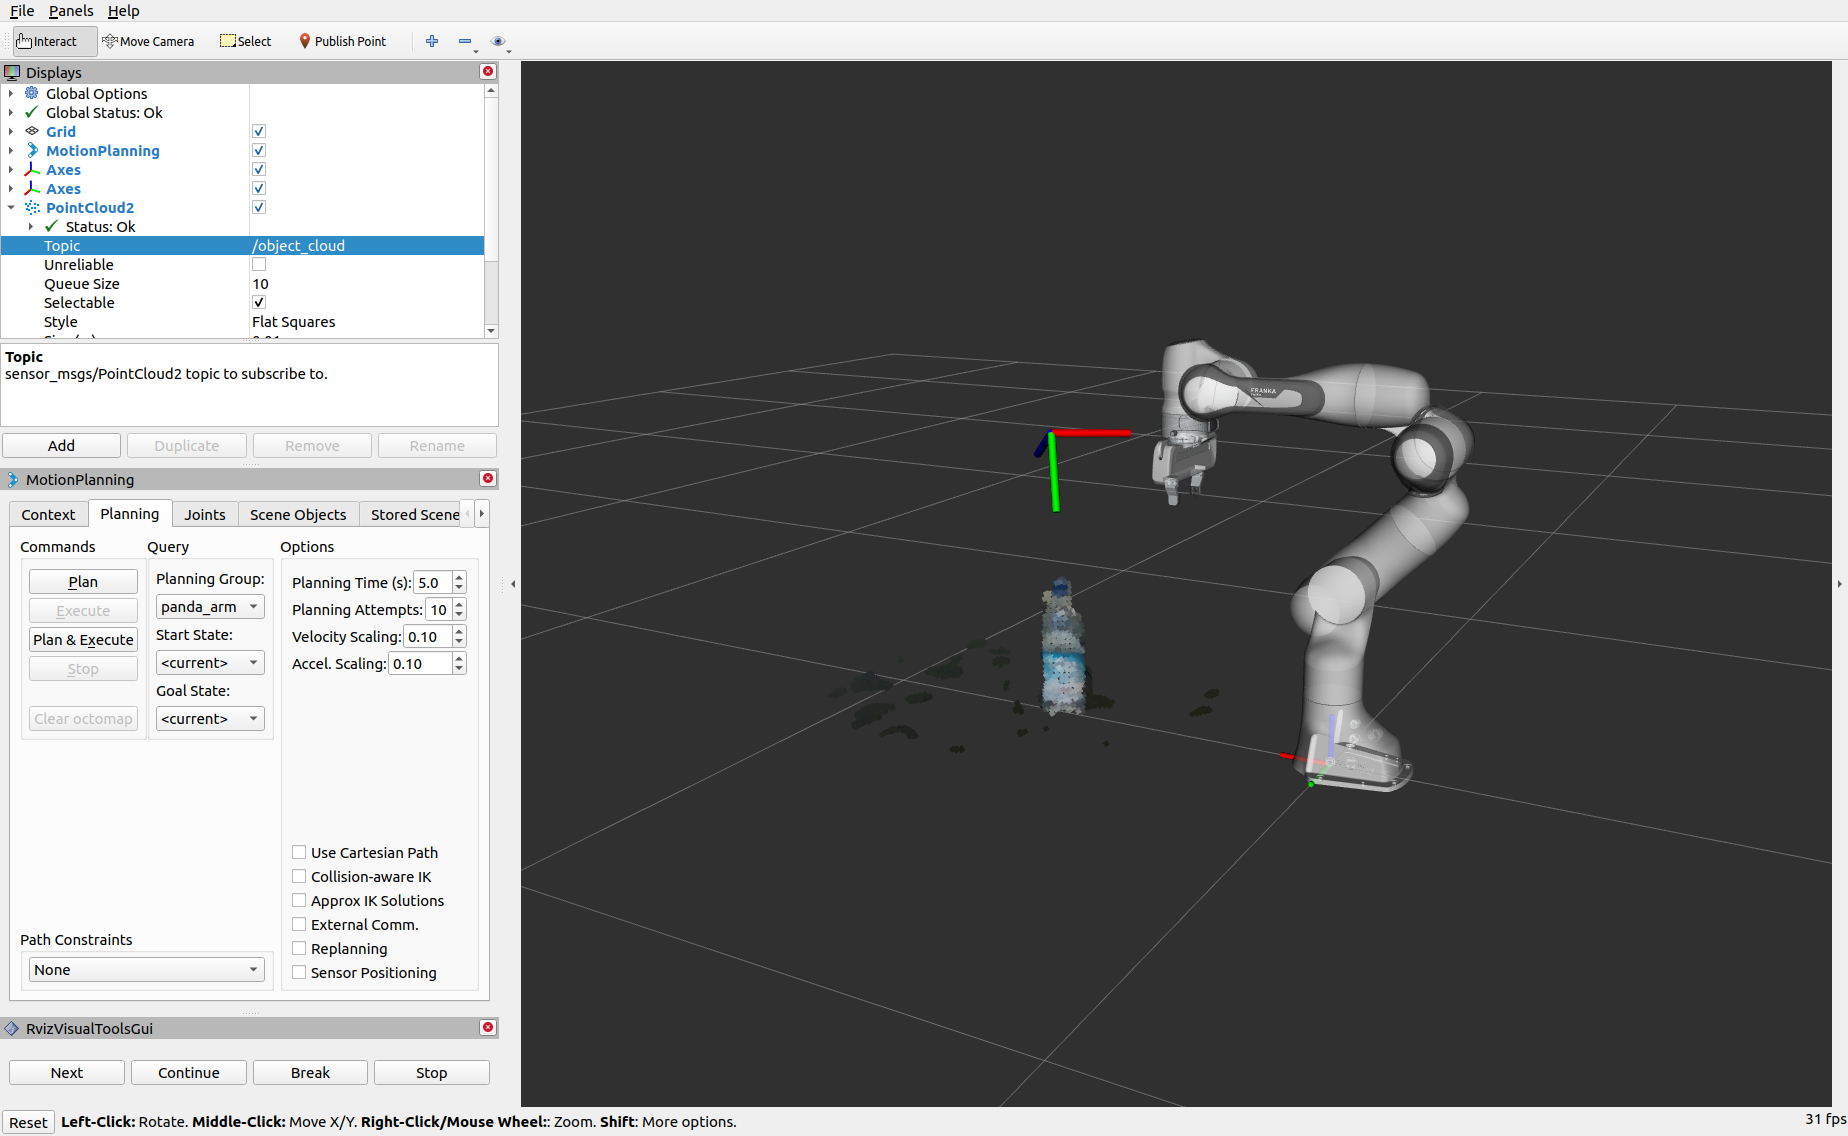 File Panels Help
Interact Move Camera Select Publish Point
Displays
Global Options
Global Status: Ok
Grid
MotionPlanning
Axes
Axes
PointCloud2
Status: Ok
Topic /object_cloud
Unreliable
Queue Size 10
Selectable
Style Flat Squares
Topic
sensor_msgs/PointCloud2 topic to subscribe to.
Add Duplicate Remove Rename
MotionPlanning
Context Planning Joints Scene Objects Stored Scene
Commands Query Options
Plan
Execute
Plan & Execute
Stop
Clear octomap
Planning Group:
panda_arm
Start State:
<current>
Goal State:
<current>
Planning Time (s): 5.0
Planning Attempts: 10
Velocity Scaling: 0.10
Accel. Scaling: 0.10
Use Cartesian Path
Collision-aware IK
Approx IK Solutions
External Comm.
Replanning
Sensor Positioning
Path Constraints
None
RvizVisualToolsGui
Next Continue Break Stop
Reset Left-Click: Rotate. Middle-Click: Move X/Y. Right-Click/Mouse Wheel:: Zoom. Shift: More options. 31 fps
FRANKA